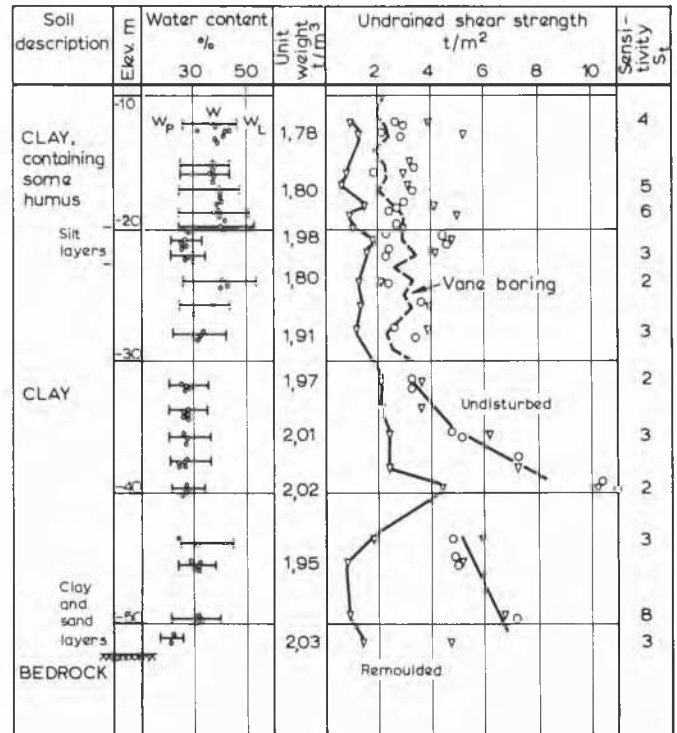 Soil
description
Elev. m
Water content
%
30 50
Unit
weight
t/m³
Undrained shear strength
t/m²
2 4 6 8 10
Sensi-
tivity
St
-10
WP W WL
CLAY,
containing
some
humus
1,78
4
1,80
5
6
-20
Silt
layers
1,98
3
1,80
2
Vane boring
1,91
3
-30
CLAY
1,97
2
Undisturbed
2,01
3
-40
2,02
2
1,95
3
Clay
and
sand
layers
-50
8
2,03
3
BEDROCK
Remoulded